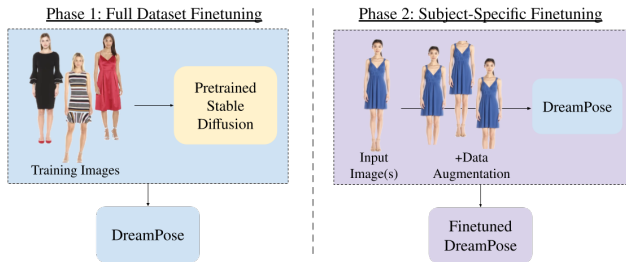 Phase 1: Full Dataset Finetuning
Pretrained
Stable
Diffusion
Training Images
DreamPose
Phase 2: Subject-Specific Finetuning
DreamPose
Input
Image(s)
+Data
Augmentation
Finetuned
DreamPose